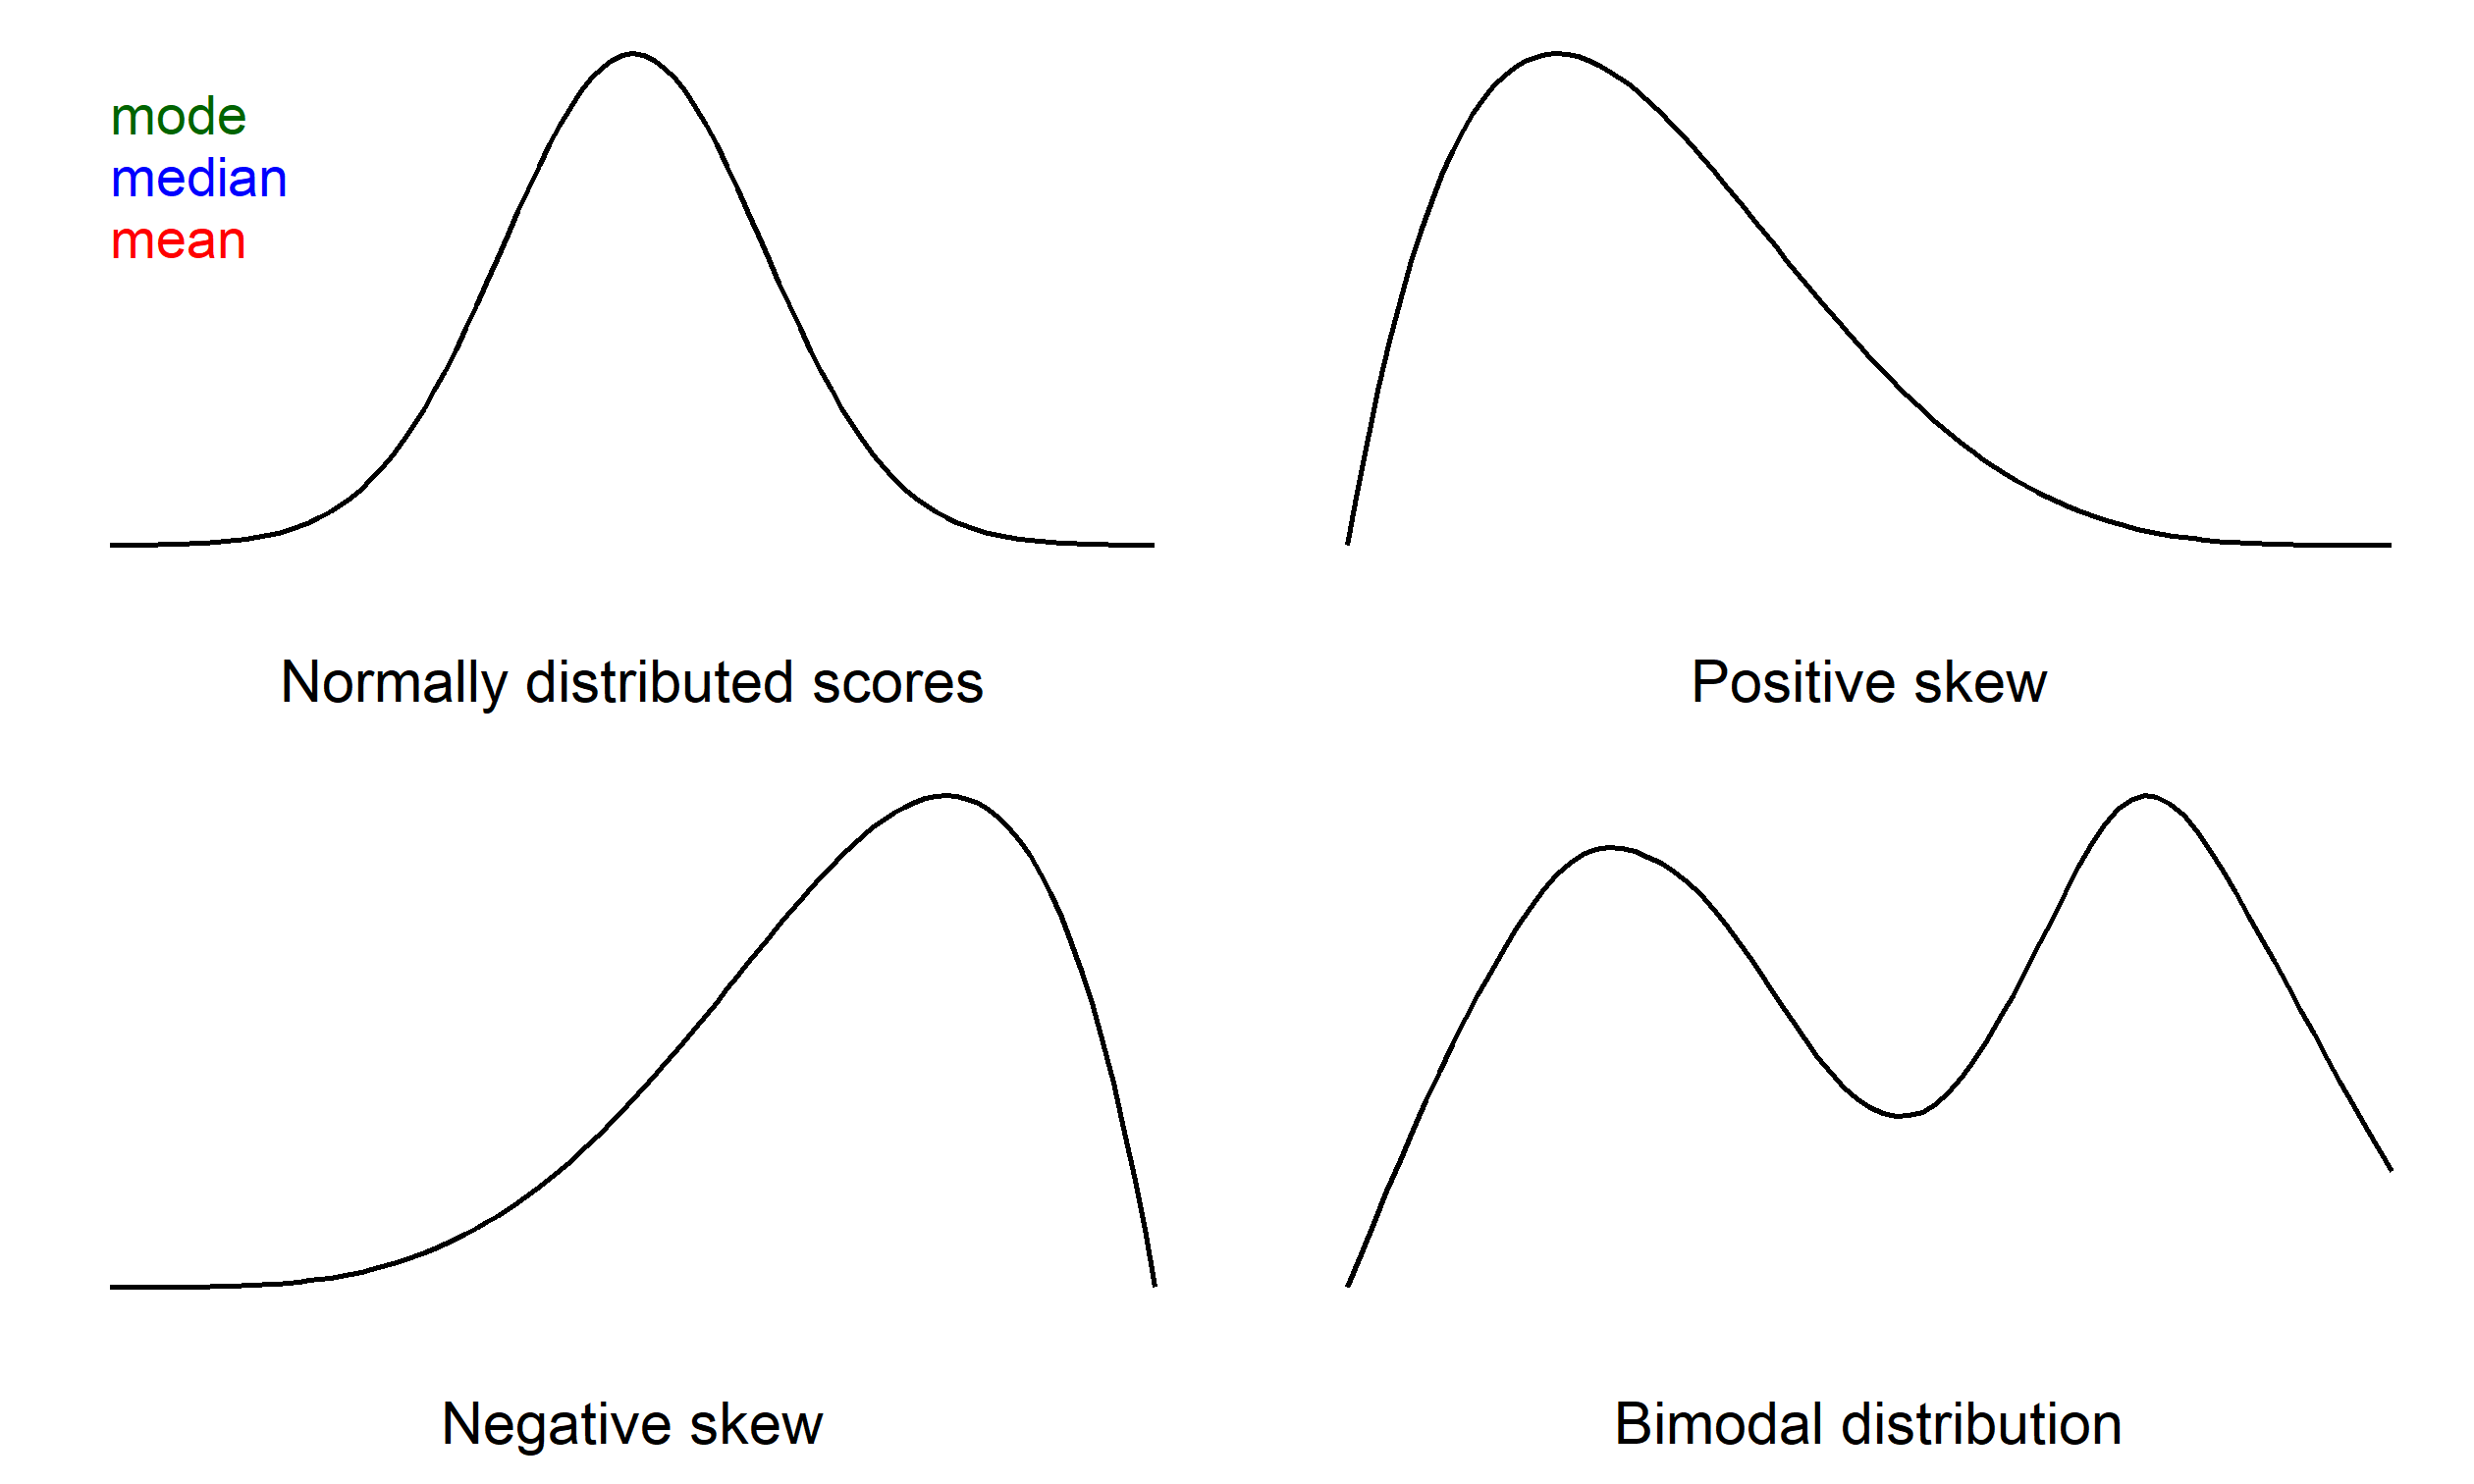 mode
median
mean
Normally distributed scores
Positive skew
Negative skew
Bimodal distribution